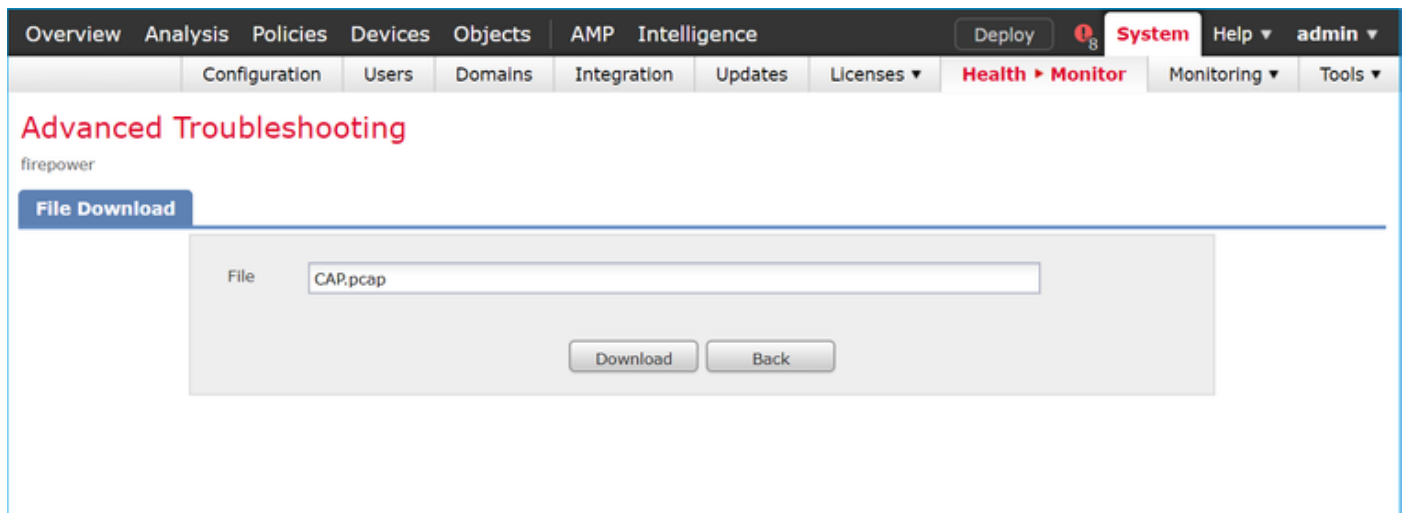 Overview Analysis Policies Devices Objects AMP Intelligence Deploy 8 System Help ▾ admin ▾
Configuration Users Domains Integration Updates Licenses ▾ Health ▸ Monitor Monitoring ▾ Tools ▾
Advanced Troubleshooting
firepower
File Download
File CAP.pcap
Download Back